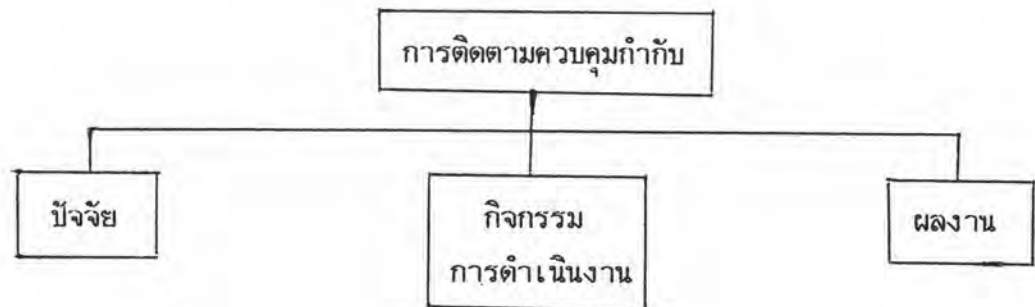 การติดตามควบคุมกำกับ
ปัจจัย
กิจกรรม
การดำเนินงาน
ผลงาน